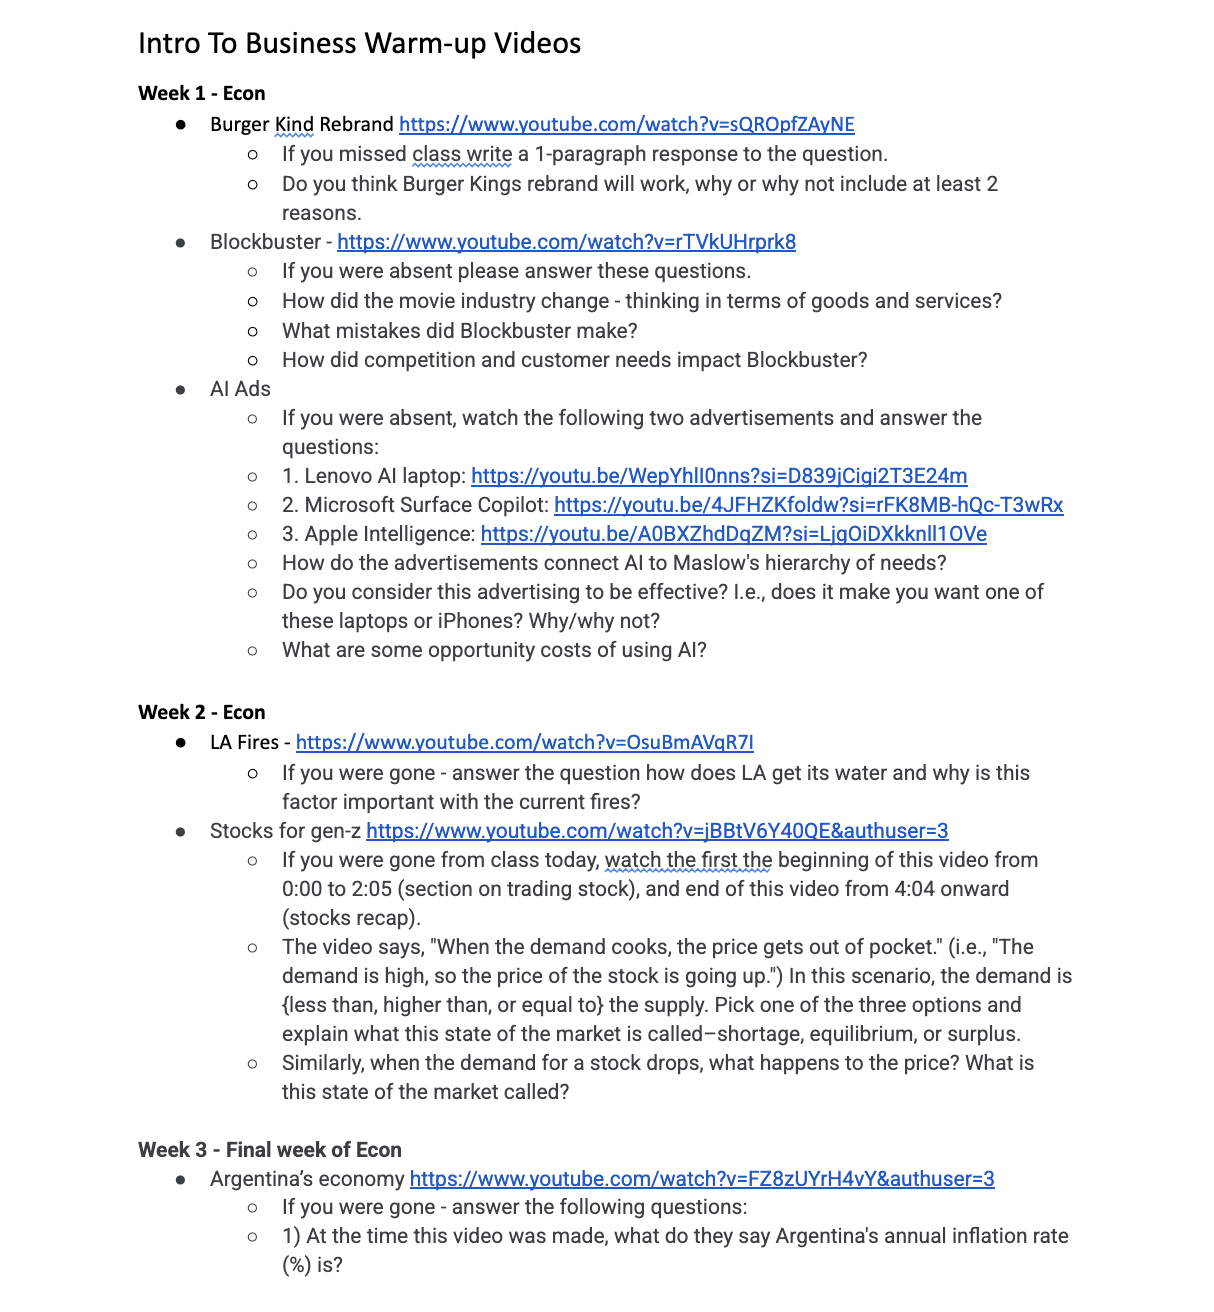 Intro To Business Warm-up Videos
Week 1 - Econ
● Burger Kind Rebrand https://www.youtube.com/watch?v=sQROpfZAyNE
○ If you missed class write a 1-paragraph response to the question.
○ Do you think Burger Kings rebrand will work, why or why not include at least 2
reasons.
● Blockbuster - https://www.youtube.com/watch?v=rTVkUHrprk8
○ If you were absent please answer these questions.
○ How did the movie industry change - thinking in terms of goods and services?
○ What mistakes did Blockbuster make?
○ How did competition and customer needs impact Blockbuster?
● AI Ads
○ If you were absent, watch the following two advertisements and answer the
questions:
○ 1. Lenovo AI laptop: https://youtu.be/WepYhlI0nns?si=D839jCigi2T3E24m
○ 2. Microsoft Surface Copilot: https://youtu.be/4JFHZKfoldw?si=rFK8MB-hQc-T3wRx
○ 3. Apple Intelligence: https://youtu.be/A0BXZhdDqZM?si=LjgOiDXkknll1OVe
○ How do the advertisements connect AI to Maslow's hierarchy of needs?
○ Do you consider this advertising to be effective? I.e., does it make you want one of
these laptops or iPhones? Why/why not?
○ What are some opportunity costs of using AI?
Week 2 - Econ
● LA Fires - https://www.youtube.com/watch?v=OsuBmAVqR7I
○ If you were gone - answer the question how does LA get its water and why is this
factor important with the current fires?
● Stocks for gen-z https://www.youtube.com/watch?v=jBBtV6Y40QE&authuser=3
○ If you were gone from class today, watch the first the beginning of this video from
0:00 to 2:05 (section on trading stock), and end of this video from 4:04 onward
(stocks recap).
○ The video says, "When the demand cooks, the price gets out of pocket." (i.e., "The
demand is high, so the price of the stock is going up.") In this scenario, the demand is
{less than, higher than, or equal to} the supply. Pick one of the three options and
explain what this state of the market is called–shortage, equilibrium, or surplus.
○ Similarly, when the demand for a stock drops, what happens to the price? What is
this state of the market called?
Week 3 - Final week of Econ
● Argentina’s economy https://www.youtube.com/watch?v=FZ8zUYrH4vY&authuser=3
○ If you were gone - answer the following questions:
○ 1) At the time this video was made, what do they say Argentina's annual inflation rate
(%) is?